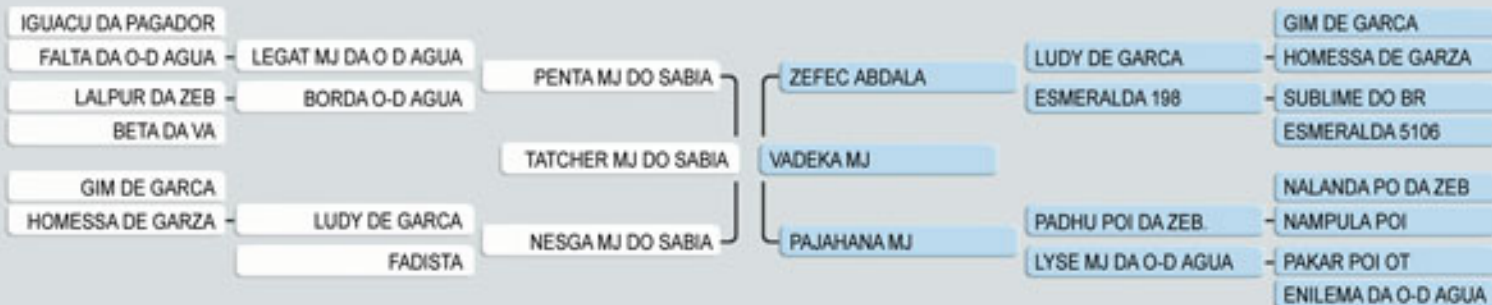 IGUACU DA PAGADOR
FALTA DA O-D AGUA
LALPUR DA ZEB
BETA DA VA
GIM DE GARCA
HOMESSA DE GARZA
LEGAT MJ DA O D AGUA
BORDA O-D AGUA
LUDY DE GARCA
FADISTA
PENTA MJ DO SABIA
TATCHER MJ DO SABIA
NESGA MJ DO SABIA
ZEFEC ABDALA
VADEKA MJ
PAJAHANA MJ
LUDY DE GARCA
ESMERALDA 198
PADHU POI DA ZEB.
LYSE MJ DA O-D AGUA
GIM DE GARCA
HOMESSA DE GARZA
SUBLIME DO BR
ESMERALDA 5106
NALANDA PO DA ZEB
NAMPULA POI
PAKAR POI OT
ENILEMA DA O-D AGUA